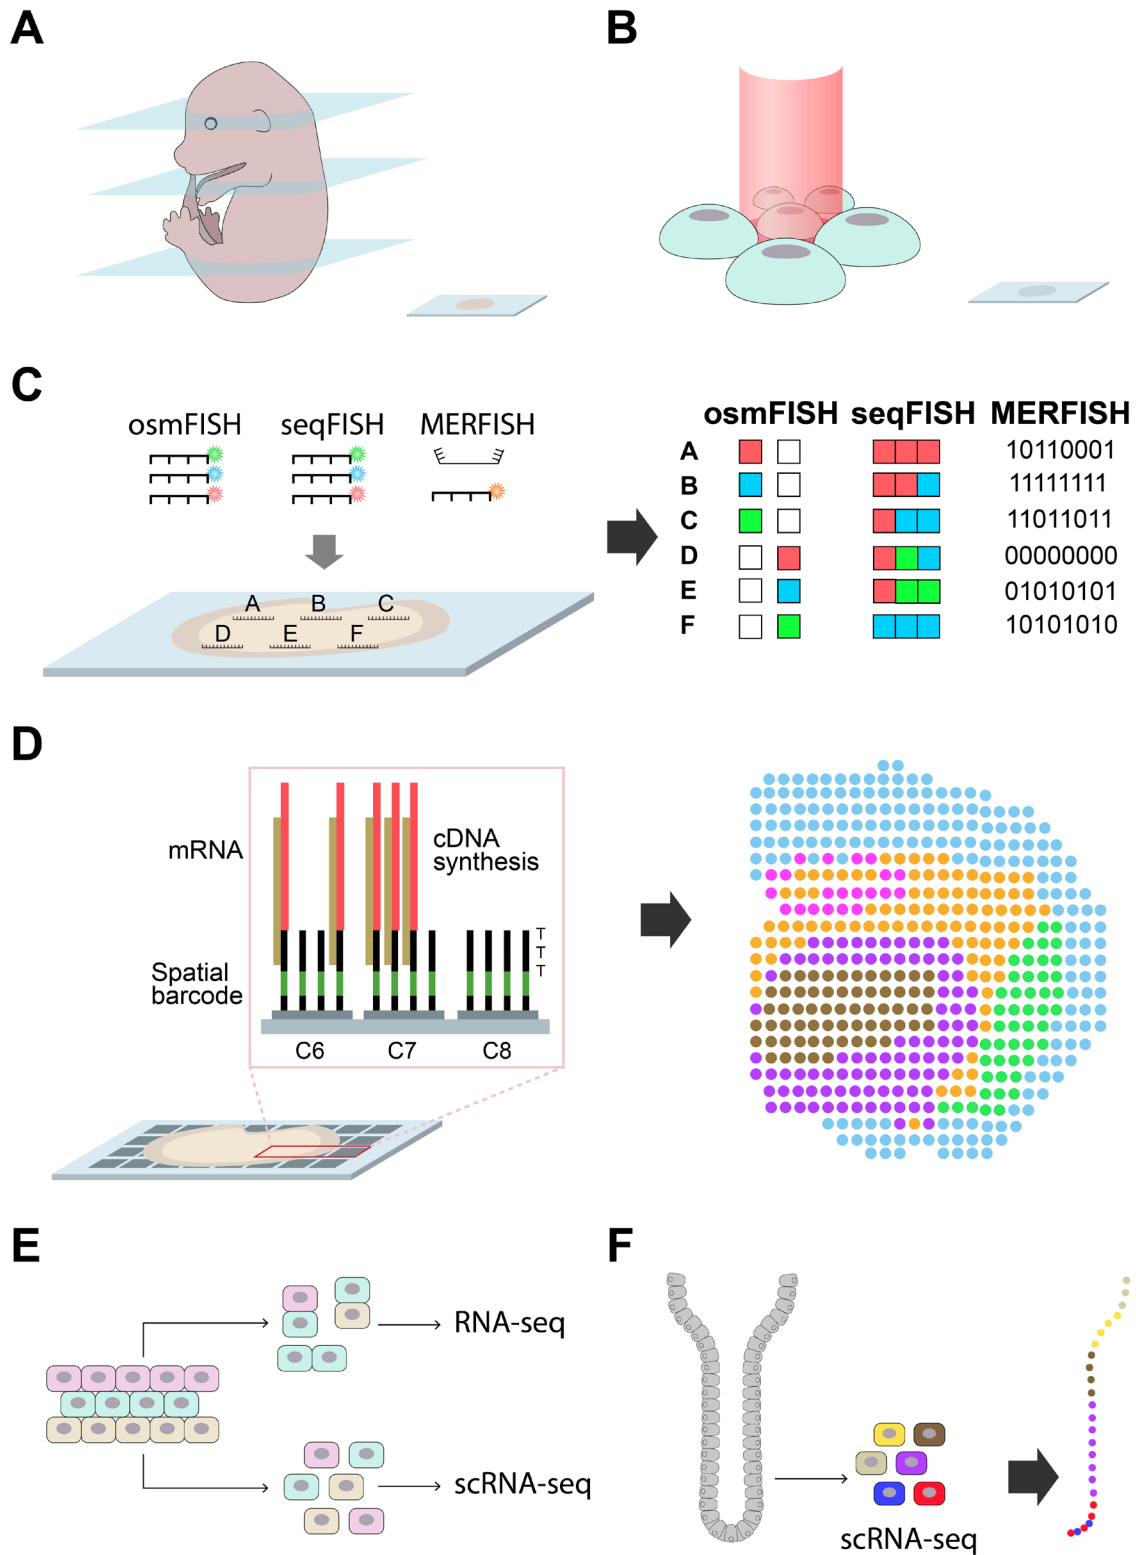 A
B
C
osmFISH
seqFISH
MERFISH
A
B
C
D
E
F
osmFISH
seqFISH
MERFISH
A
10110001
B
11111111
C
11011011
D
00000000
E
01010101
F
10101010
D
mRNA
cDNA
synthesis
T
T
T
Spatial
barcode
C6
C7
C8
E
RNA-seq
scRNA-seq
F
scRNA-seq